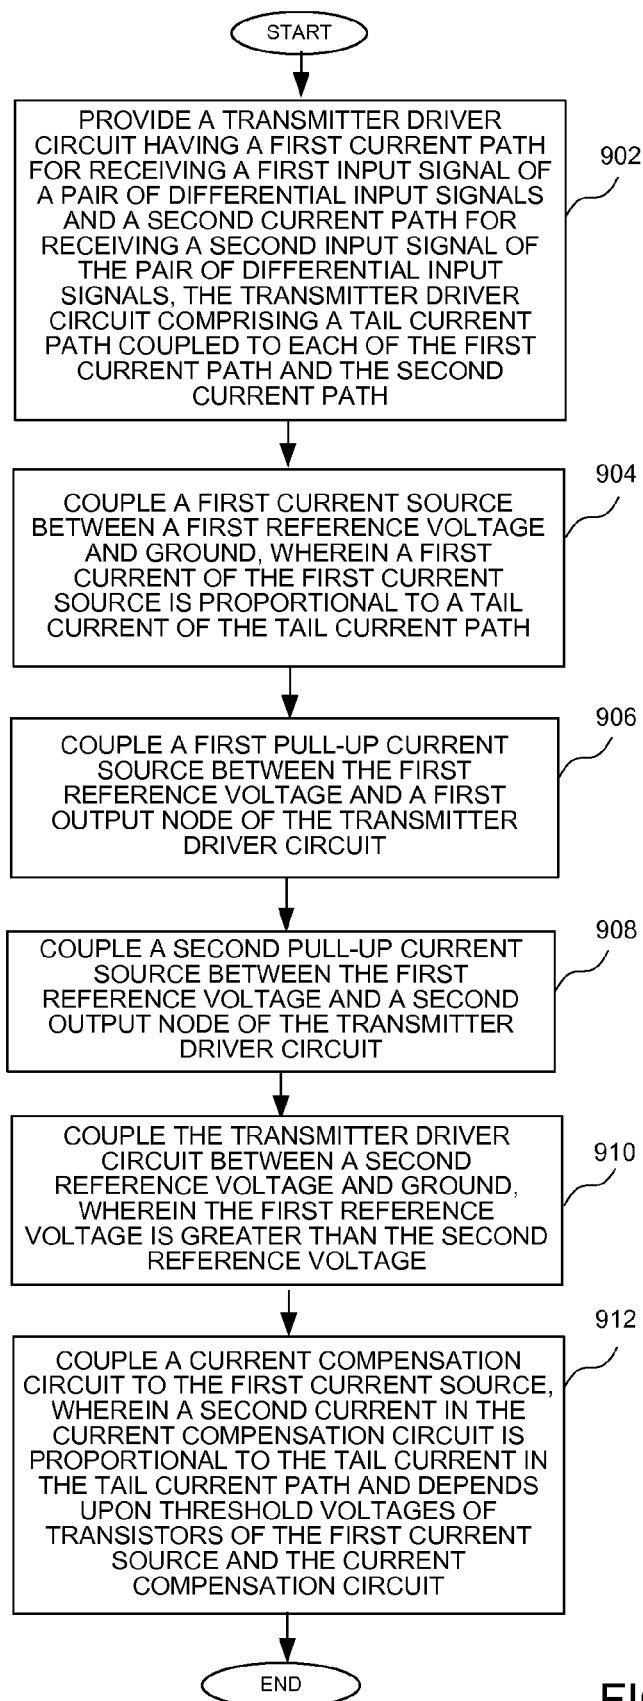 START
PROVIDE A TRANSMITTER DRIVER
CIRCUIT HAVING A FIRST CURRENT PATH
FOR RECEIVING A FIRST INPUT SIGNAL OF
A PAIR OF DIFFERENTIAL INPUT SIGNALS
AND A SECOND CURRENT PATH FOR
RECEIVING A SECOND INPUT SIGNAL OF
THE PAIR OF DIFFERENTIAL INPUT
SIGNALS, THE TRANSMITTER DRIVER
CIRCUIT COMPRISING A TAIL CURRENT
PATH COUPLED TO EACH OF THE FIRST
CURRENT PATH AND THE SECOND
CURRENT PATH
902
COUPLE A FIRST CURRENT SOURCE
BETWEEN A FIRST REFERENCE VOLTAGE
AND GROUND, WHEREIN A FIRST
CURRENT OF THE FIRST CURRENT
SOURCE IS PROPORTIONAL TO A TAIL
CURRENT OF THE TAIL CURRENT PATH
904
COUPLE A FIRST PULL-UP CURRENT
SOURCE BETWEEN THE FIRST
REFERENCE VOLTAGE AND A FIRST
OUTPUT NODE OF THE TRANSMITTER
DRIVER CIRCUIT
906
COUPLE A SECOND PULL-UP CURRENT
SOURCE BETWEEN THE FIRST
REFERENCE VOLTAGE AND A SECOND
OUTPUT NODE OF THE TRANSMITTER
DRIVER CIRCUIT
908
COUPLE THE TRANSMITTER DRIVER
CIRCUIT BETWEEN A SECOND
REFERENCE VOLTAGE AND GROUND,
WHEREIN THE FIRST REFERENCE
VOLTAGE IS GREATER THAN THE SECOND
REFERENCE VOLTAGE
910
COUPLE A CURRENT COMPENSATION
CIRCUIT TO THE FIRST CURRENT SOURCE,
WHEREIN A SECOND CURRENT IN THE
CURRENT COMPENSATION CIRCUIT IS
PROPORTIONAL TO THE TAIL CURRENT IN
THE TAIL CURRENT PATH AND DEPENDS
UPON THRESHOLD VOLTAGES OF
TRANSISTORS OF THE FIRST CURRENT
SOURCE AND THE CURRENT
COMPENSATION CIRCUIT
912
END